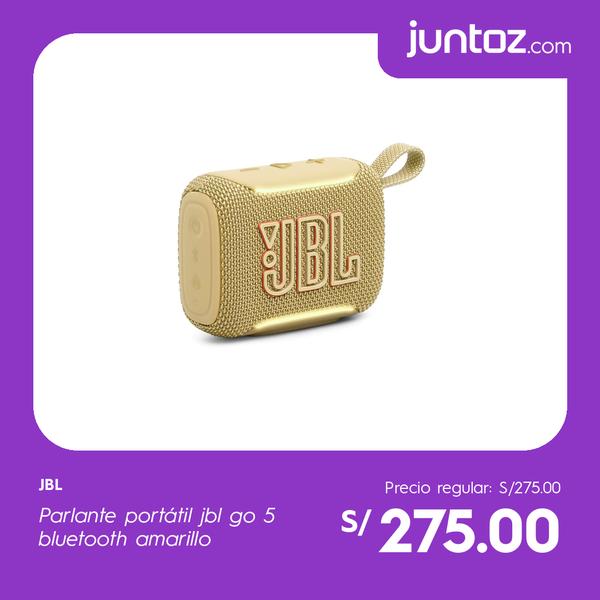 juntoz.com
JBL
JBL
Precio regular: S/275.00
Parlante portátil jbl go 5
bluetooth amarillo
S/ 275.00